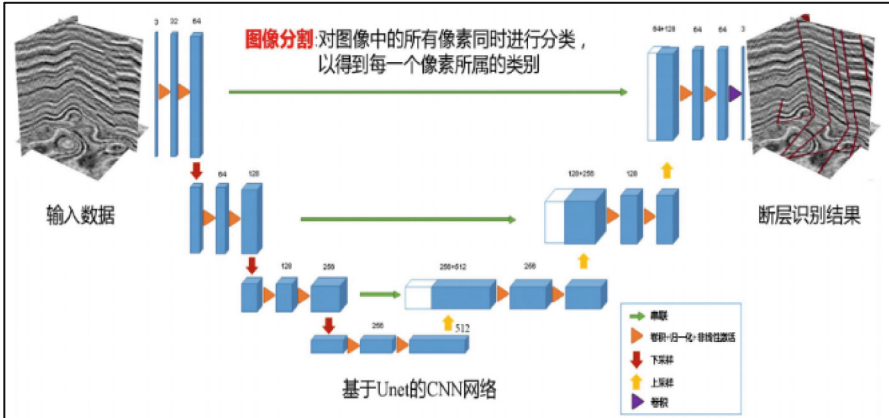 3
32
64
图像分割:对图像中的所有像素同时进行分类，
以得到每一个像素所属的类别
64+128
64
64
3
输入数据
64
128
128+256
128
断层识别结果
128
256
256+512
256
256
512
基于Unet的CNN网络
串联
卷积+归一化+非线性激活
下采样
上采样
卷积